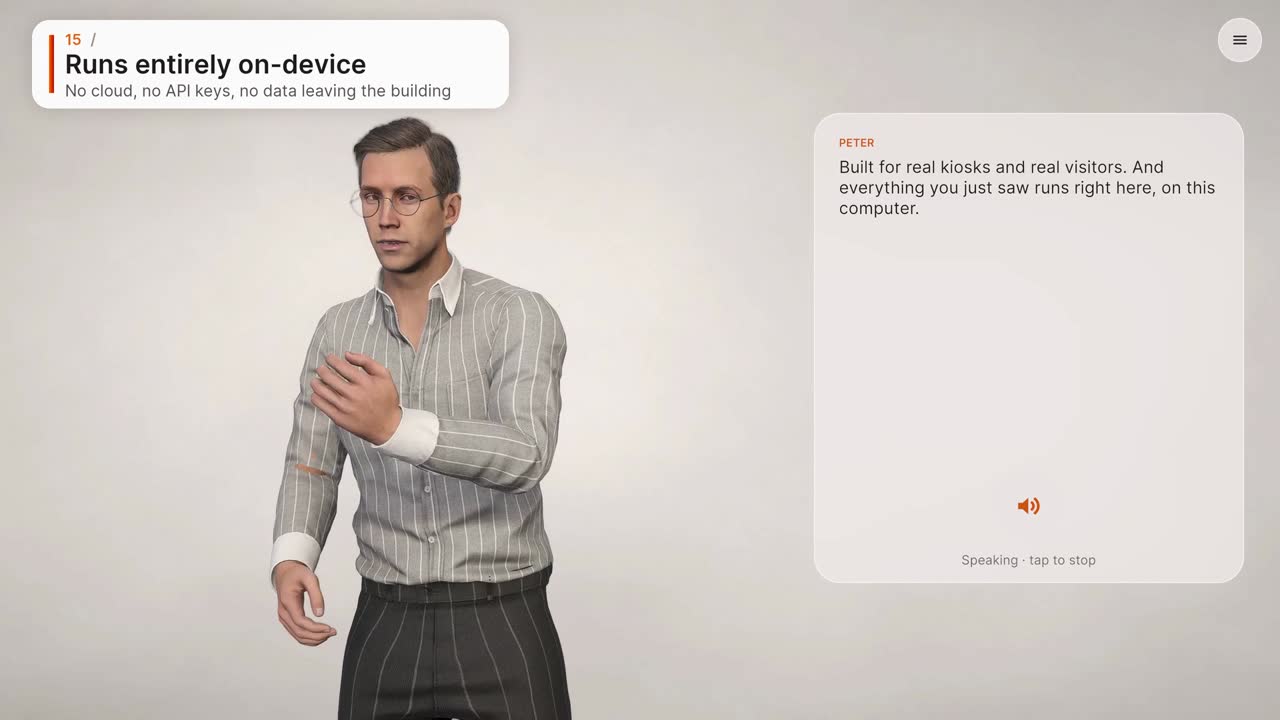 15 /
Runs entirely on-device
No cloud, no API keys, no data leaving the building
PETER
Built for real kiosks and real visitors. And
everything you just saw runs right here, on this
computer.
Speaking · tap to stop